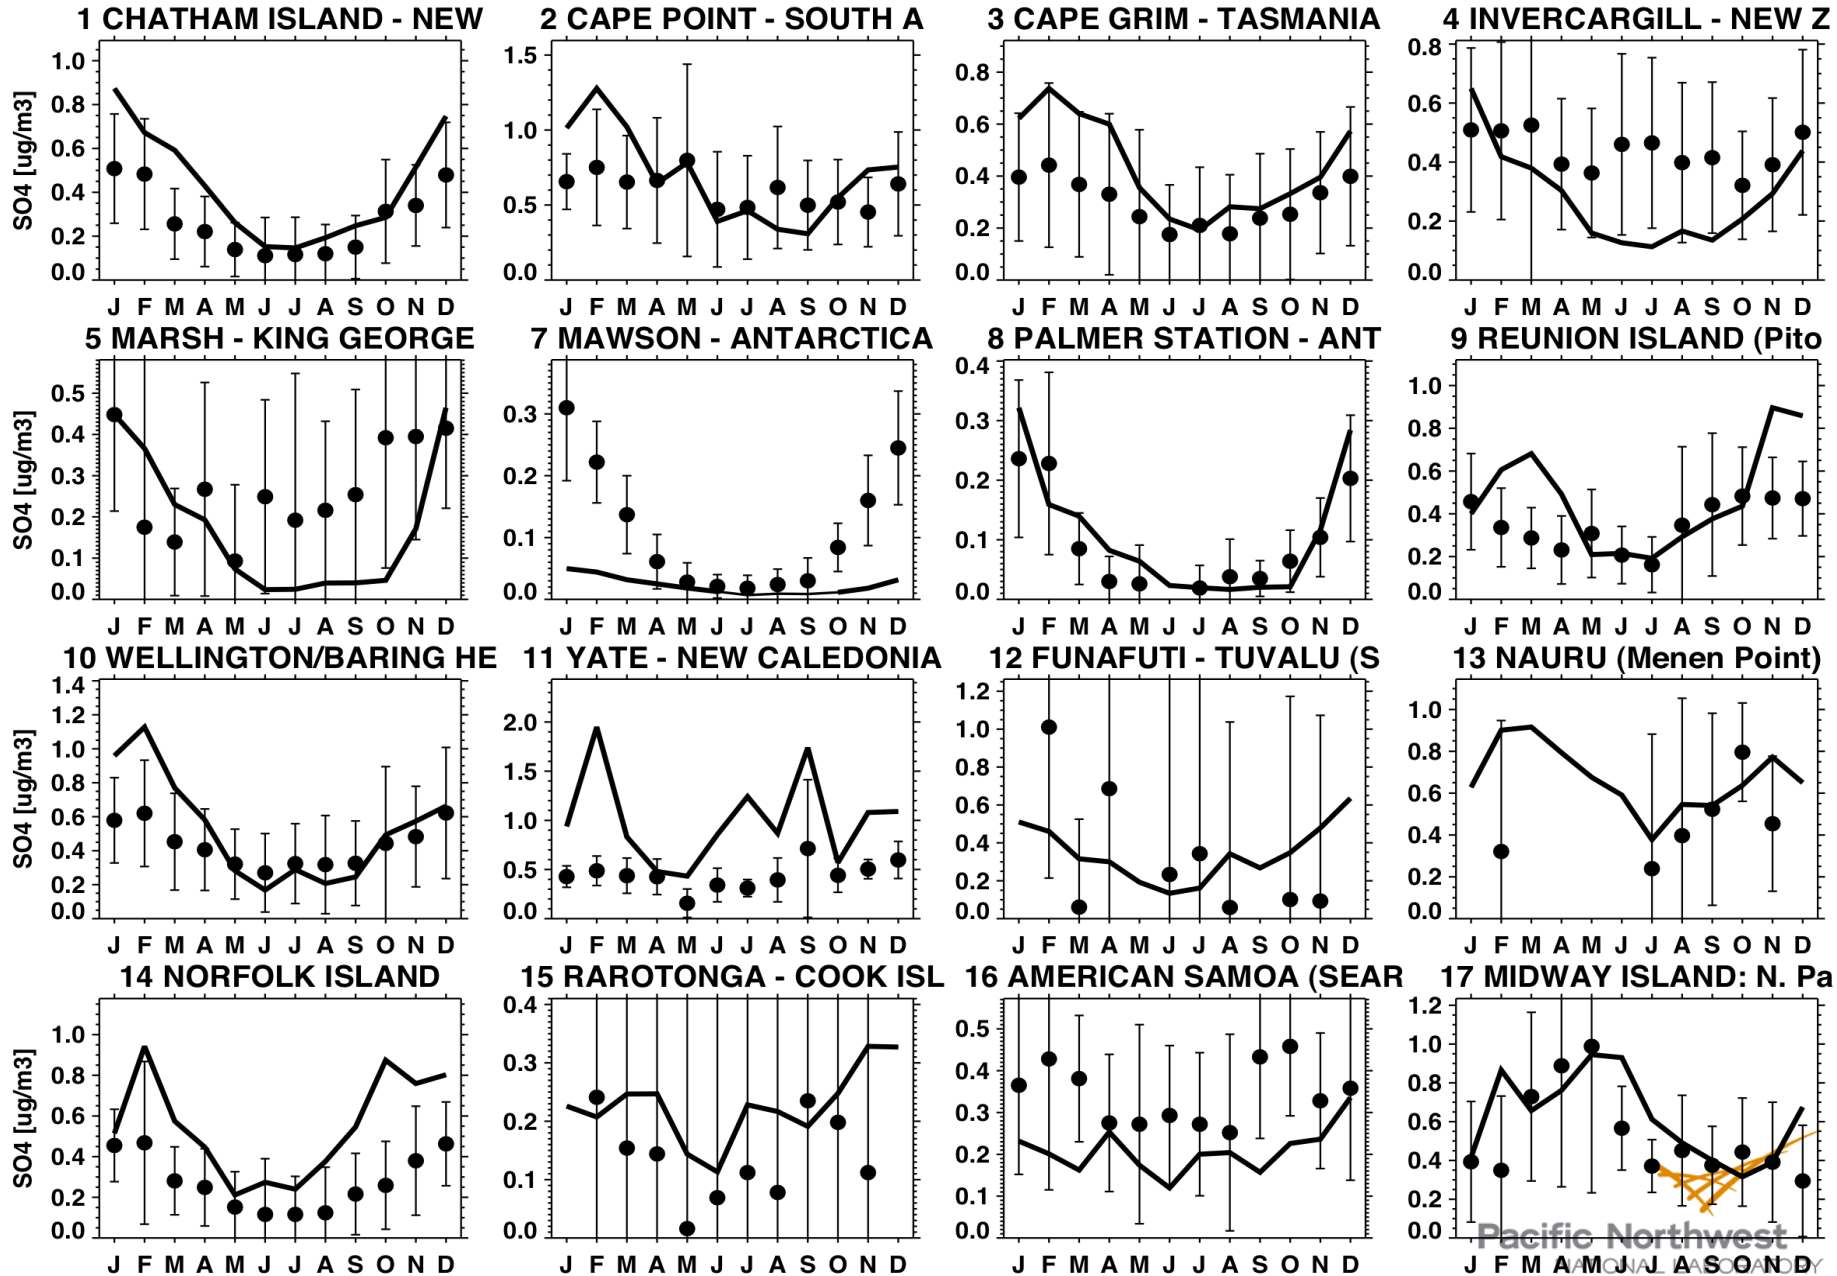 1 CHATHAM ISLAND - NEW
2 CAPE POINT - SOUTH A
3 CAPE GRIM - TASMANIA
4 INVERCARGILL - NEW Z
SO4 [ug/m3]
1.0
0.8
0.6
0.4
0.2
0.0
1.5
1.0
0.5
0.0
0.8
0.6
0.4
0.2
0.0
0.8
0.6
0.4
0.2
0.0
J F M A M J J A S O N D
J F M A M J J A S O N D
J F M A M J J A S O N D
J F M A M J J A S O N D
5 MARSH - KING GEORGE
7 MAWSON - ANTARCTICA
8 PALMER STATION - ANT
9 REUNION ISLAND (Pito
SO4 [ug/m3]
0.5
0.4
0.3
0.2
0.1
0.0
0.3
0.2
0.1
0.0
0.4
0.3
0.2
0.1
0.0
1.0
0.8
0.6
0.4
0.2
0.0
J F M A M J J A S O N D
J F M A M J J A S O N D
J F M A M J J A S O N D
J F M A M J J A S O N D
10 WELLINGTON/BARING HE
11 YATE - NEW CALEDONIA
12 FUNAFUTI - TUVALU (S
13 NAURU (Menen Point)
SO4 [ug/m3]
1.4
1.2
1.0
0.8
0.6
0.4
0.2
0.0
2.0
1.5
1.0
0.5
0.0
1.2
1.0
0.8
0.6
0.4
0.2
0.0
1.0
0.8
0.6
0.4
0.2
0.0
J F M A M J J A S O N D
J F M A M J J A S O N D
J F M A M J J A S O N D
J F M A M J J A S O N D
14 NORFOLK ISLAND
15 RAROTONGA - COOK ISL
16 AMERICAN SAMOA (SEAR
17 MIDWAY ISLAND: N. Pa
SO4 [ug/m3]
1.0
0.8
0.6
0.4
0.2
0.0
0.4
0.3
0.2
0.1
0.0
0.5
0.4
0.3
0.2
0.1
0.0
1.2
1.0
0.8
0.6
0.4
0.2
0.0
Pacific Northwest
NATIONAL LABORATORY
J F M A M J J A S O N D
J F M A M J J A S O N D
J F M A M J J A S O N D
J F M A M J J A S O N D